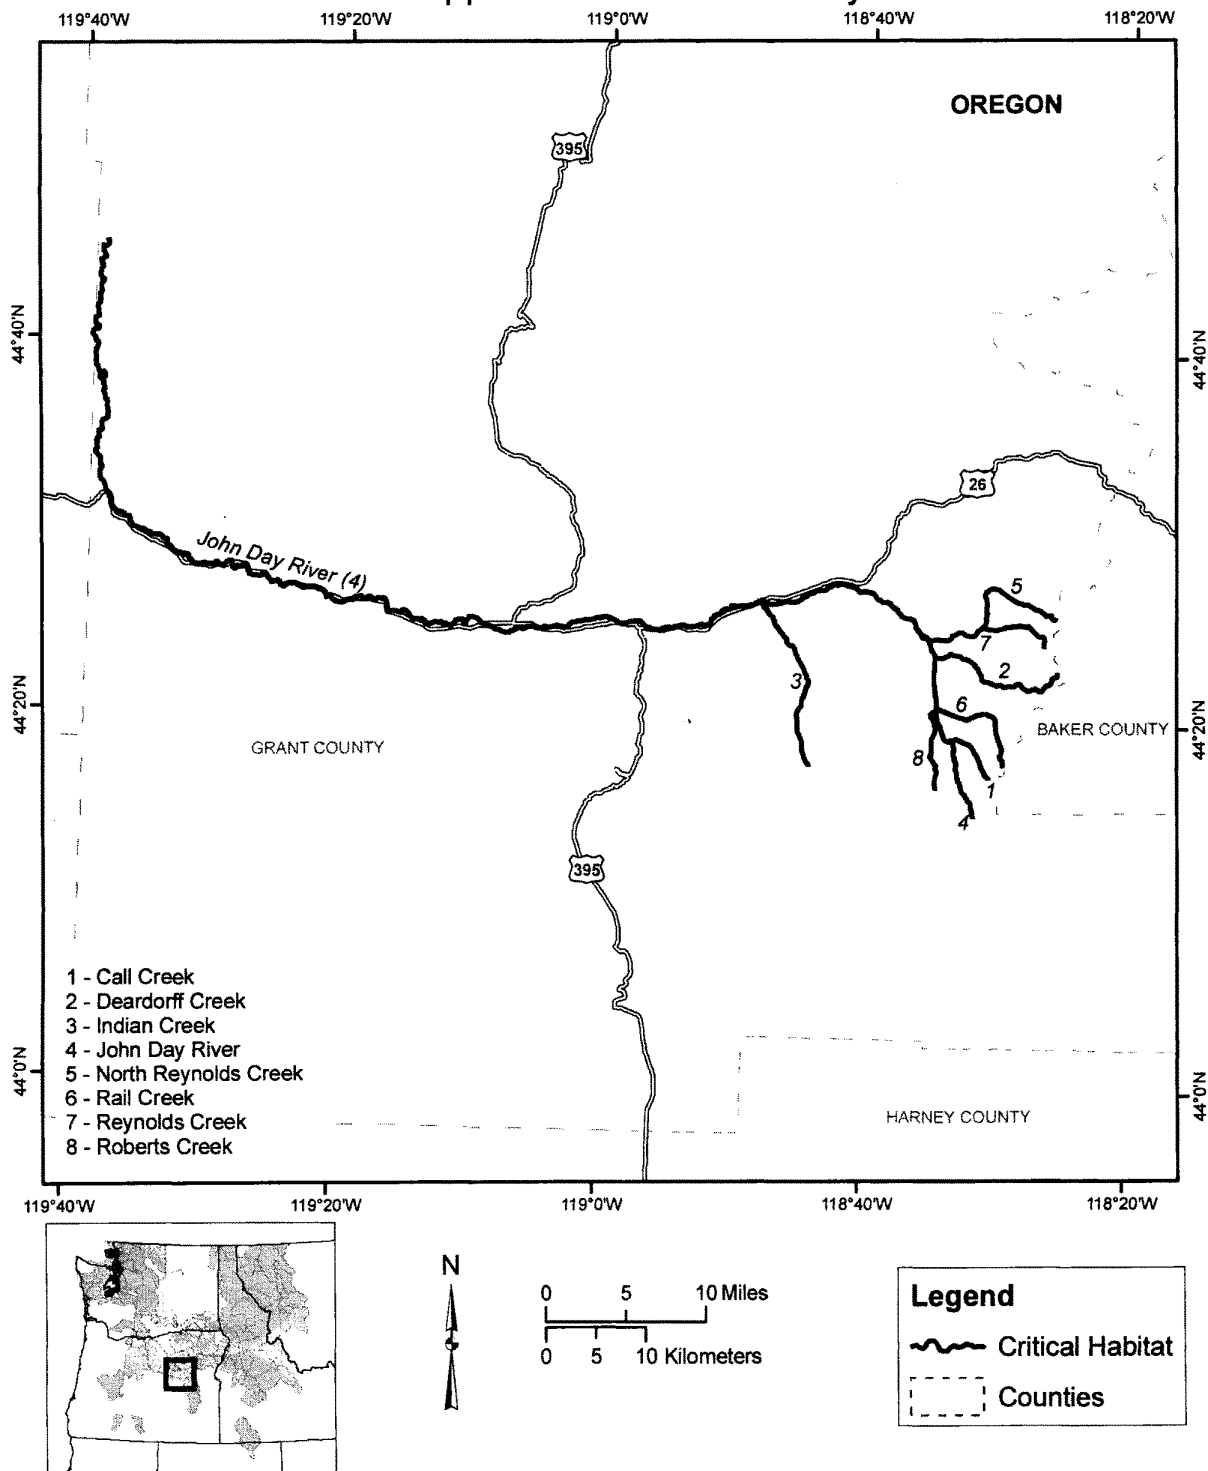 119°40'W 119°20'W 119°0'W 118°40'W 118°20'W
OREGON
395
44°40'N
44°40'N
26
John Day River (4)
5
7
2
3
6
44°20'N
44°20'N
BAKER COUNTY
GRANT COUNTY
8
1
4
395
1 - Call Creek
2 - Deardorff Creek
3 - Indian Creek
4 - John Day River
5 - North Reynolds Creek
6 - Rail Creek
7 - Reynolds Creek
8 - Roberts Creek
44°0'N
44°0'N
HARNEY COUNTY
119°40'W 119°20'W 119°0'W 118°40'W 118°20'W
N
0 5 10 Miles
0 5 10 Kilometers
Legend
Critical Habitat
Counties